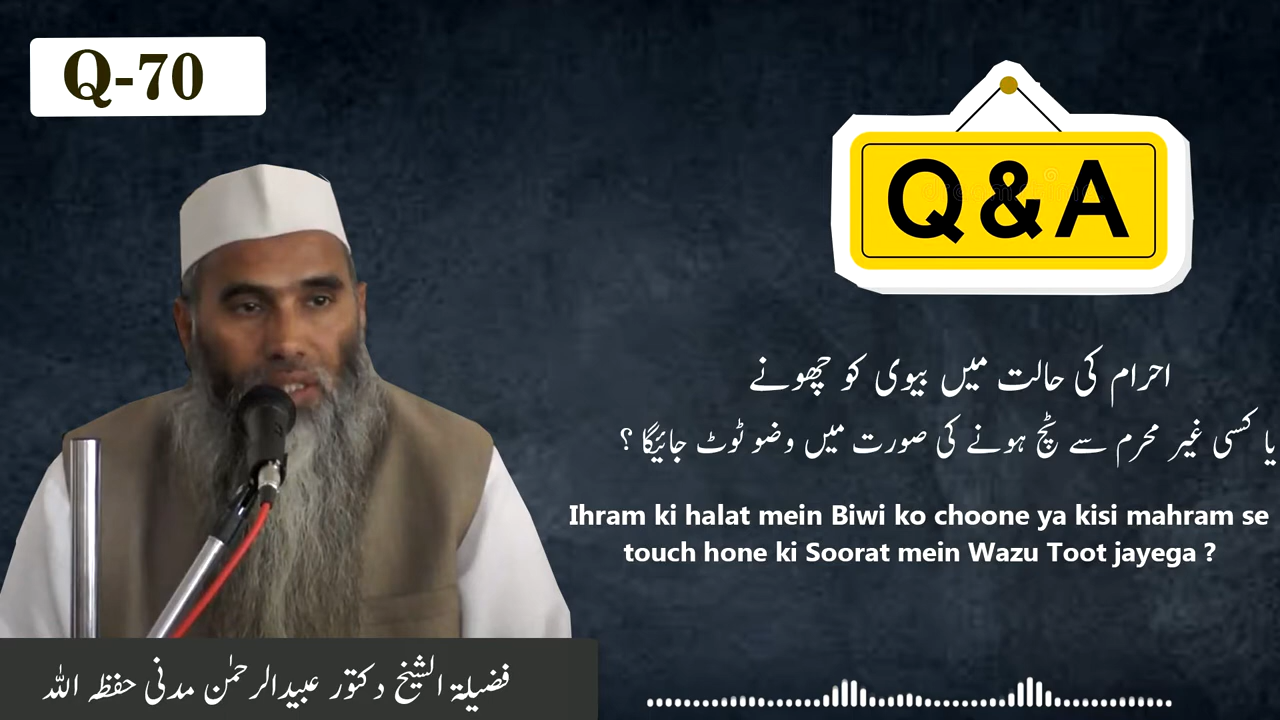 Q-70
Q&A
احرام کی حالت میں بیوی کو چھونے
یا کسی غیر محرم سے ٹچ ہونے کی صورت میں وضو ٹوٹ جائیگا ؟
Ihram ki halat mein Biwi ko choone ya kisi mahram se
touch hone ki Soorat mein Wazu Toot jayega ?
فضیلۃ الشیخ دکتور عبیدالرحمٰن مدنی حفظہ اللہ